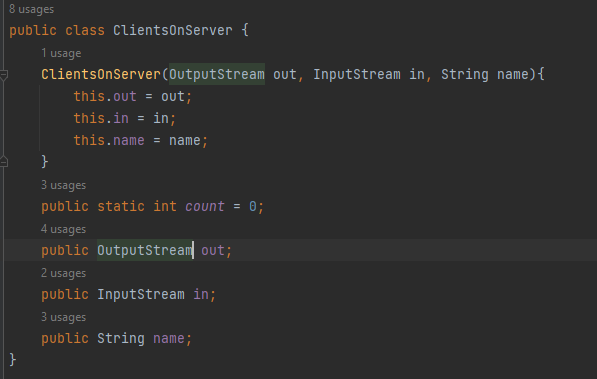 8 usages
public class ClientsOnServer {
1 usage
ClientsOnServer(OutputStream out, InputStream in, String name){
this.out = out;
this.in = in;
this.name = name;
}
3 usages
public static int count = 0;
4 usages
public OutputStream out;
2 usages
public InputStream in;
3 usages
public String name;
}